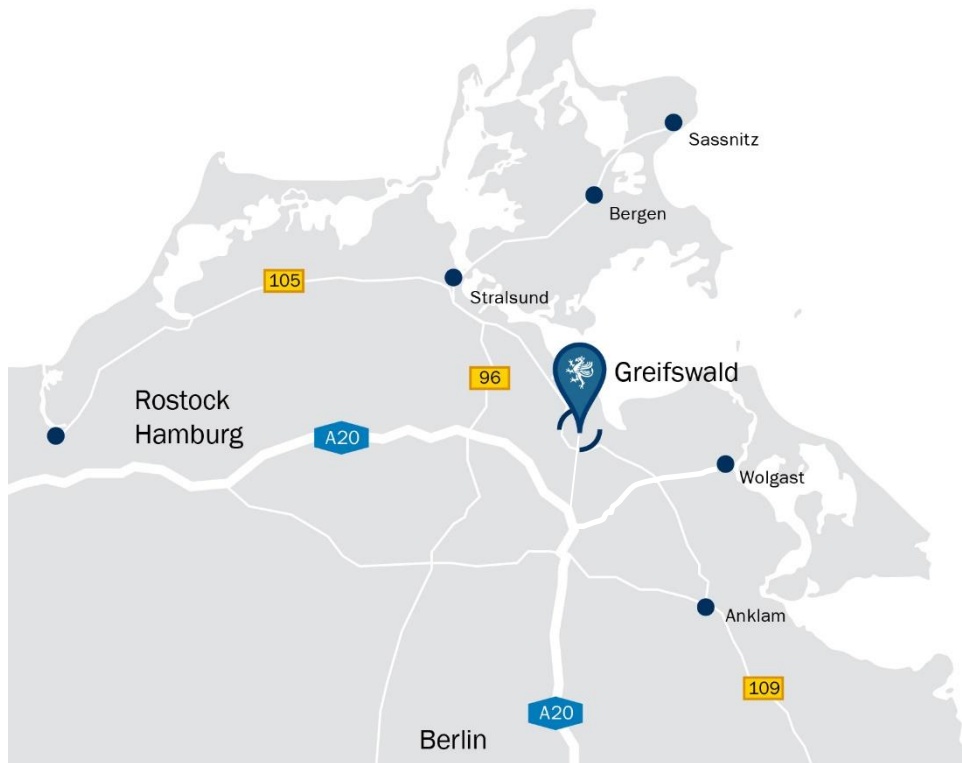 Sassnitz
Bergen
105
Stralsund
96
Greifswald
Rostock
Hamburg
A20
Wolgast
Anklam
109
A20
Berlin